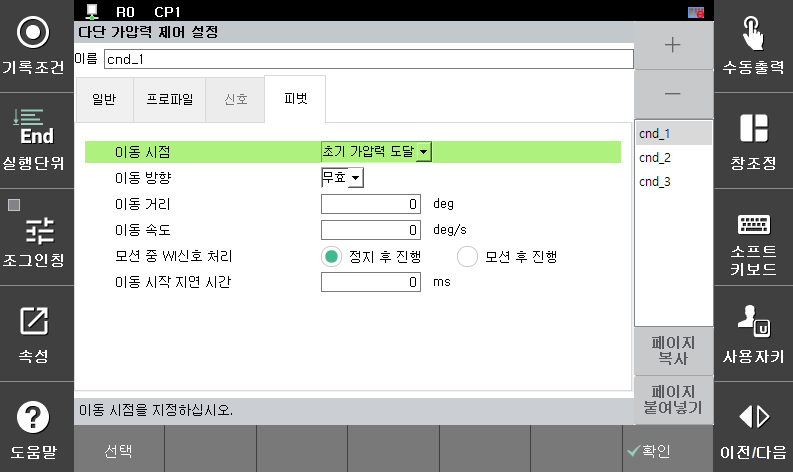 R0 CP1
다단 가압력 제어 설정
이름 cnd_1
일반 프로파일 신호 피벗
이동 시점 초기 가압력 도달
이동 방향 무효
이동 거리 0 deg
이동 속도 0 deg/s
모션 중 WI신호 처리 정지 후 진행 모션 후 진행
이동 시작 지연 시간 0 ms
이동 시점을 지정하십시오.
cnd_1
cnd_2
cnd_3
페이지
복사
페이지
붙여넣기
기록조건
End
실행단위
조그인칭
속성
도움말
수동출력
창조정
소프트
키보드
U
사용자키
이전/다음
선택
확인